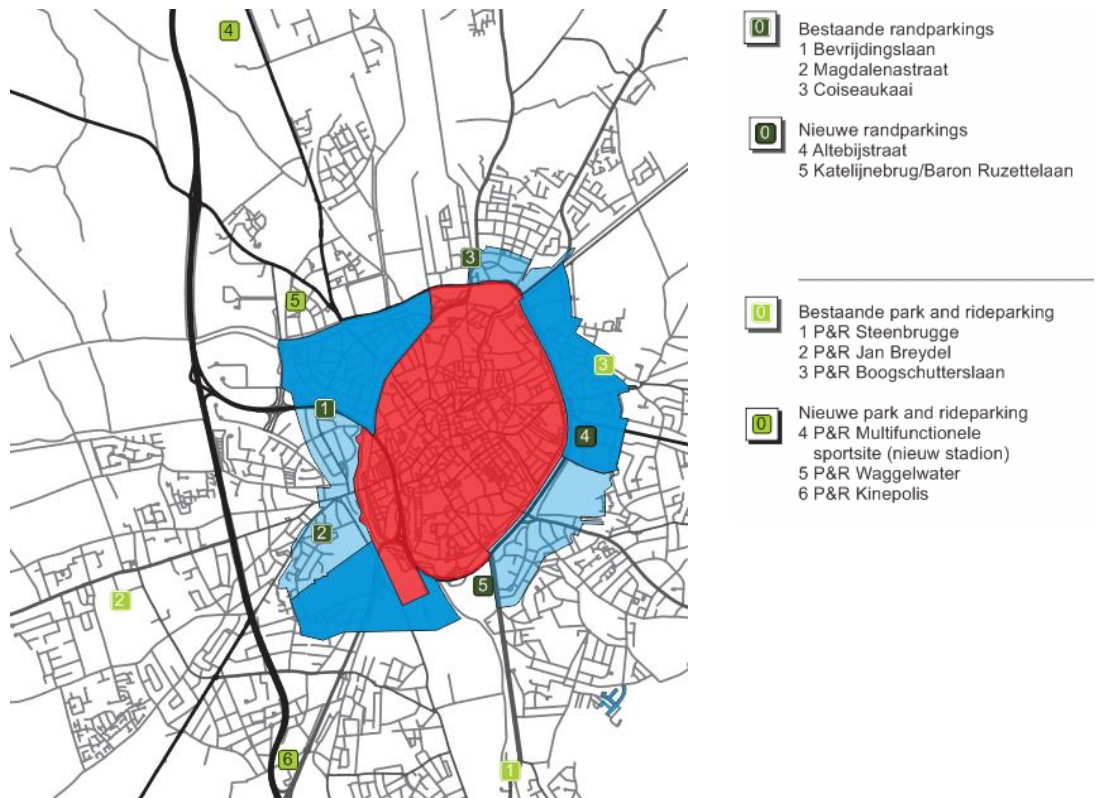 4
5
3
3
1
4
2
5
2
6
1
0
Bestaande randparkings
1 Bevrijdingslaan
2 Magdalenastraat
3 Coiseaukaai
0
Nieuwe randparkings
4 Altebijstraat
5 Katelijnebrug/Baron Ruzettelaan
0
Bestaande park and rideparking
1 P&R Steenbrugge
2 P&R Jan Breydel
3 P&R Boogschutterslaan
0
Nieuwe park and rideparking
4 P&R Multifunctionele
sportsite (nieuw stadion)
5 P&R Waggelwater
6 P&R Kinepolis